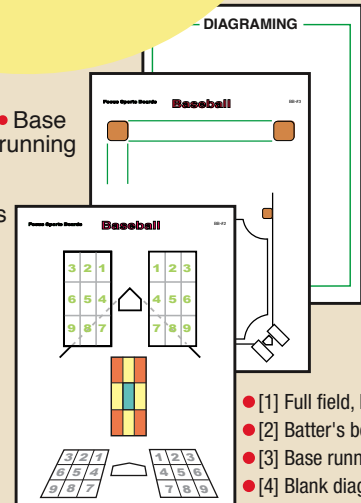 DIAGRAMING
Focus Sports Boards Baseball BB-#3
• Base
running
s
Focus Sports Boards Baseball BB-#2
3 2 1 1 2 3
6 5 4 4 5 6
9 8 7 7 8 9
3 2 1 1 2 3
6 5 4 4 5 6
9 8 7 7 8 9
• [1] Full field,
• [2] Batter's bo
• [3] Base runn
• [4] Blank diag